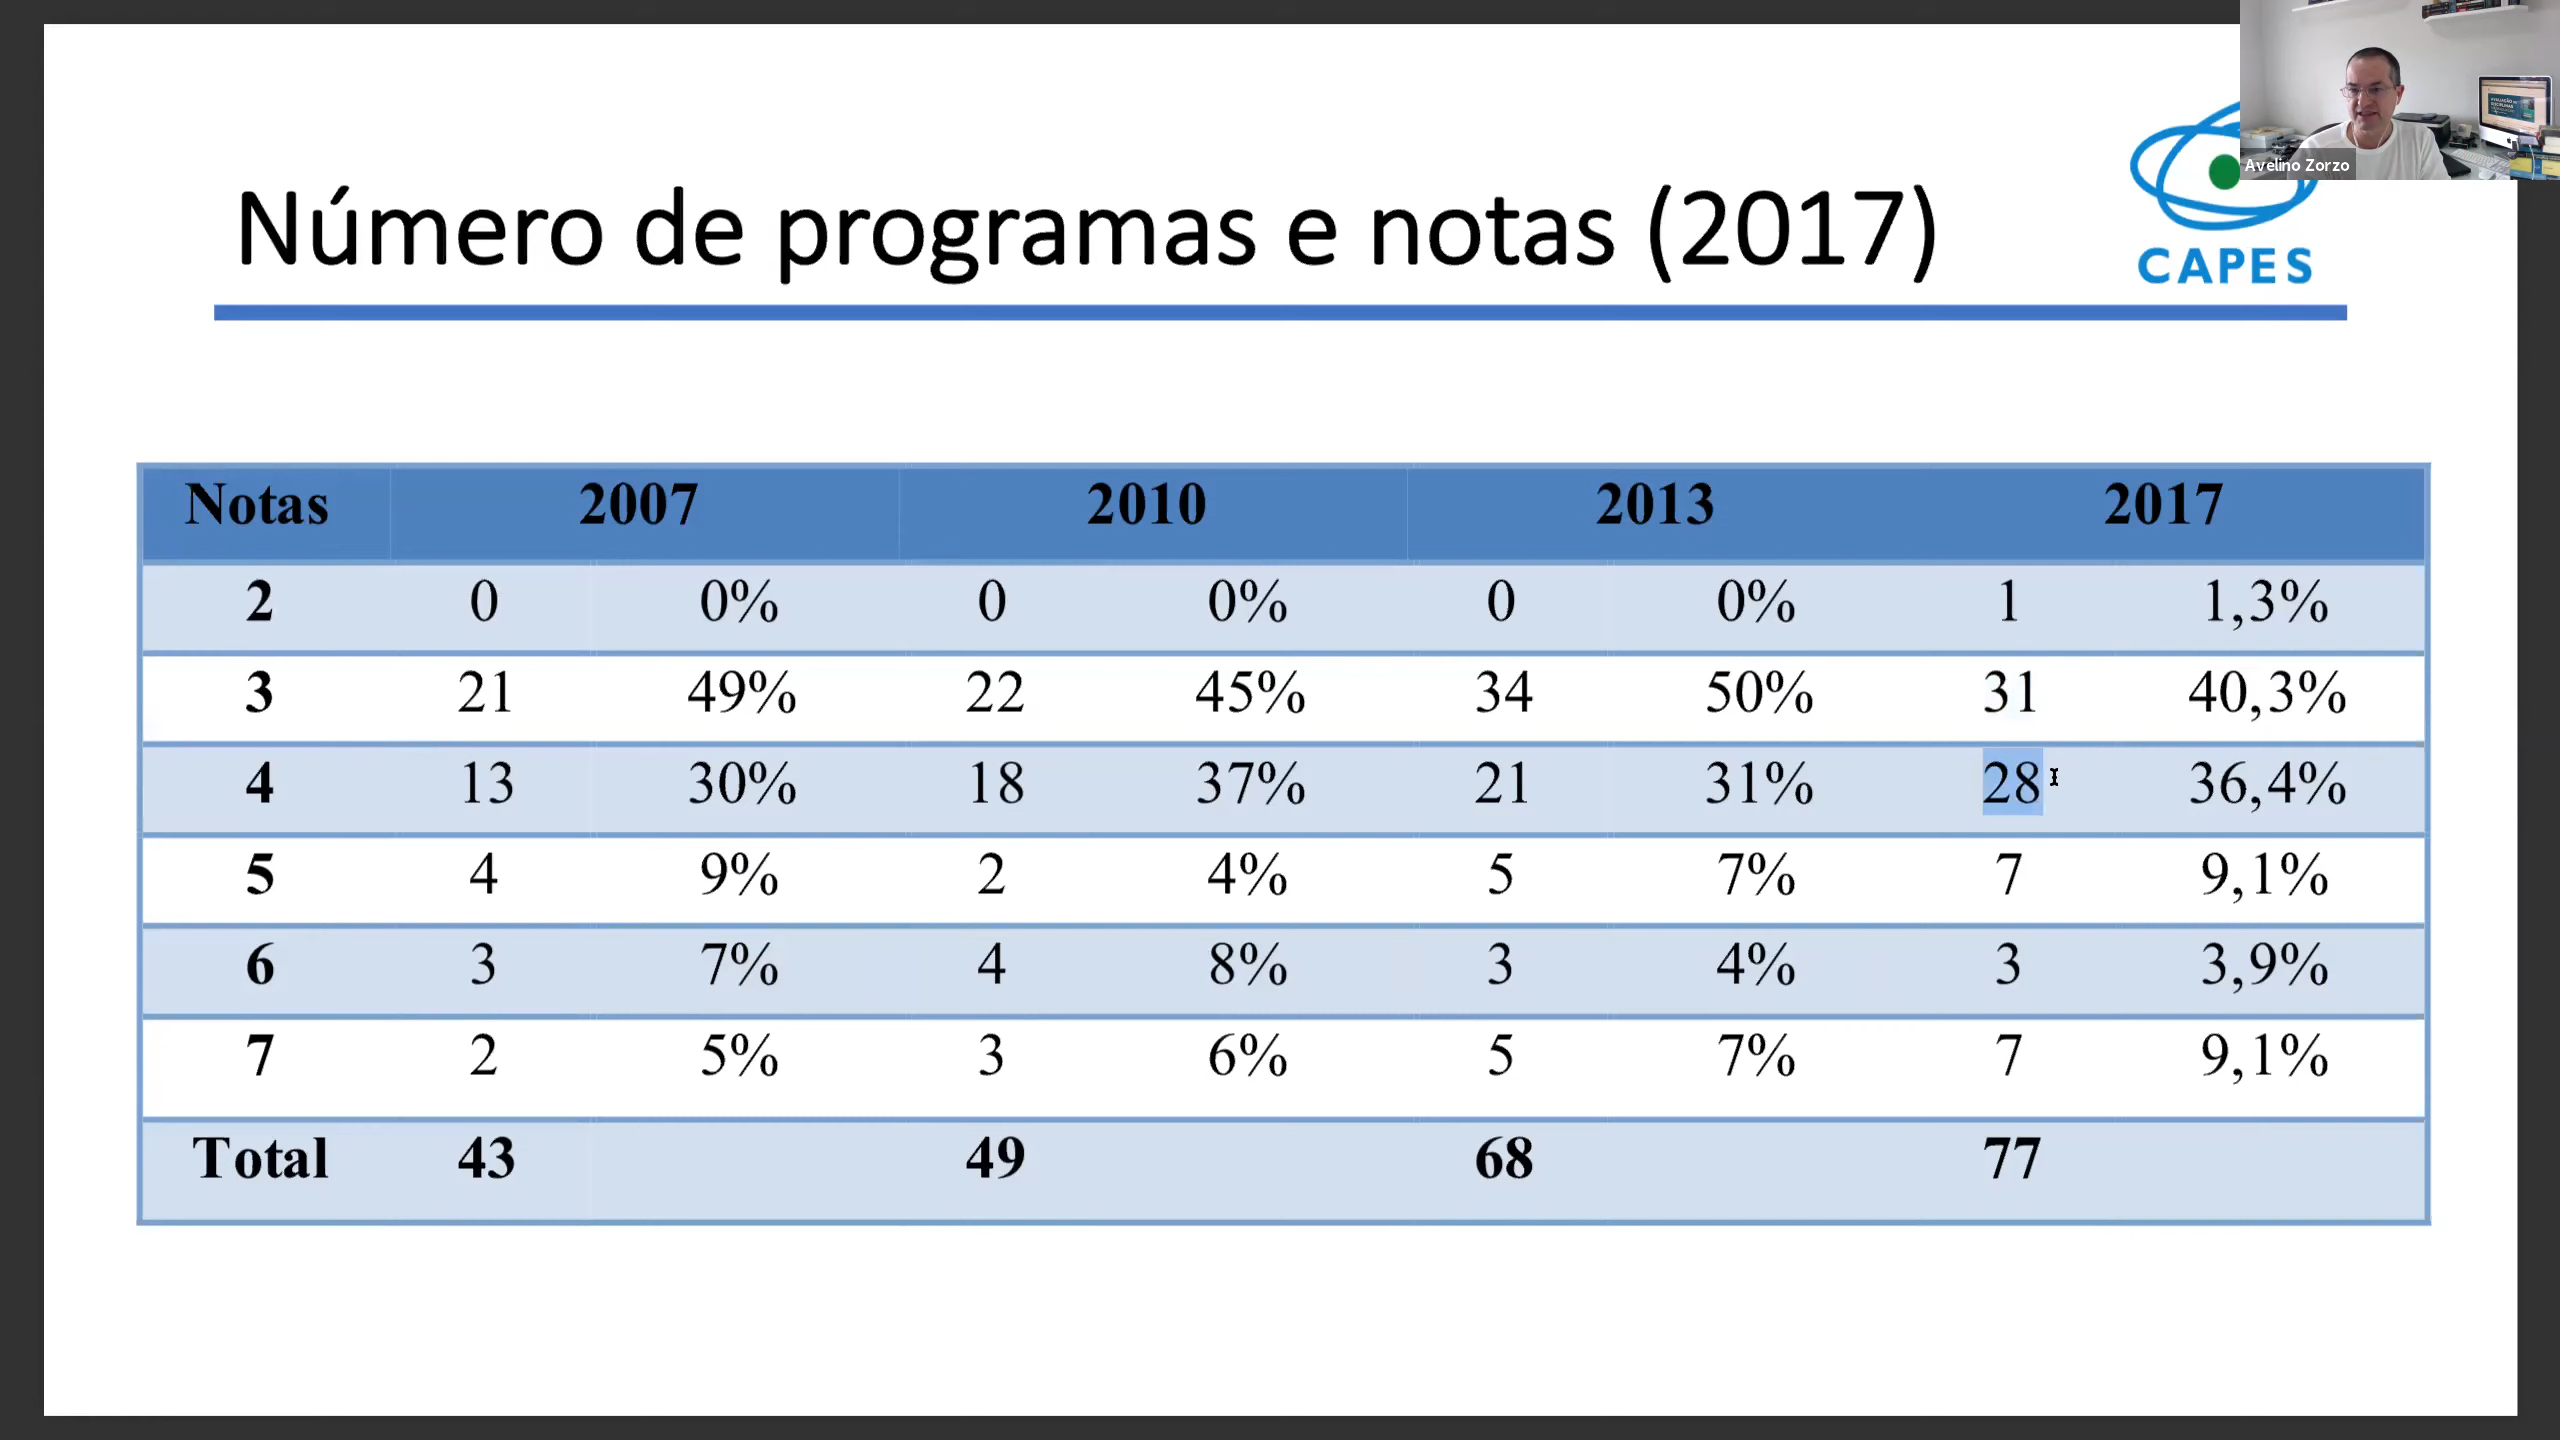 Avelino Zorzo
Número de programas e notas (2017)
CAPES
Notas 2007 2010 2013 2017
2 0 0% 0 0% 0 0% 1 1,3%
3 21 49% 22 45% 34 50% 31 40,3%
4 13 30% 18 37% 21 31% 28 36,4%
5 4 9% 2 4% 5 7% 7 9,1%
6 3 7% 4 8% 3 4% 3 3,9%
7 2 5% 3 6% 5 7% 7 9,1%
Total 43 49 68 77